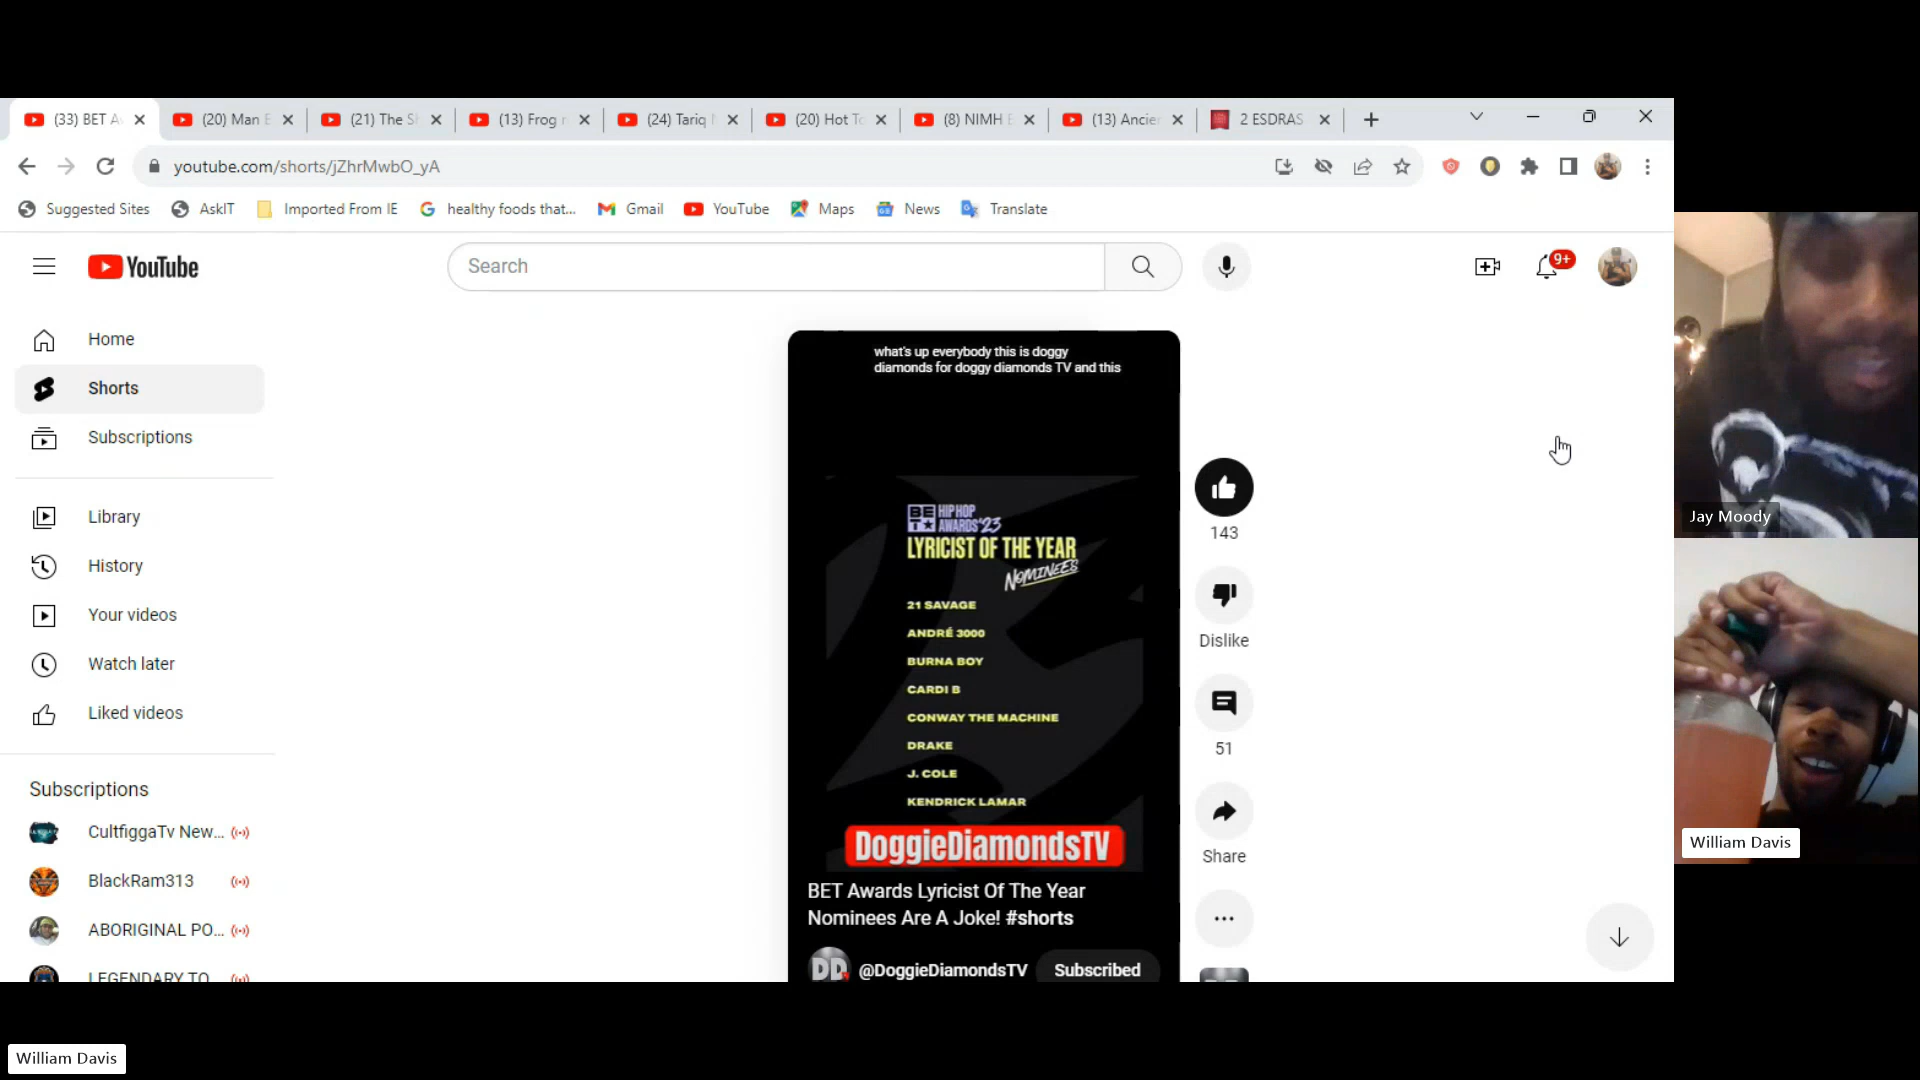 (33) BET A
(20) Man E
(21) The S
(13) Frog
(24) Tariq
(20) Hot To
(8) NIMH
(13) Ancie
2 ESDRAS
youtube.com/shorts/jZhrMwbO_yA
Suggested Sites
AskIT
Imported From IE
healthy foods that...
Gmail
YouTube
Maps
News
Translate
YouTube
Search
9+
Home
Shorts
Subscriptions
Library
History
Your videos
Watch later
Liked videos
Subscriptions
CultfiggaTv New...
BlackRam313
ABORIGINAL PO...
LEGENDARY TO
what's up everybody this is doggy
diamonds for doggy diamonds TV and this
BET HIP HOP
AWARDS'23
LYRICIST OF THE YEAR
NOMINEES
21 SAVAGE
ANDRÉ 3000
BURNA BOY
CARDI B
CONWAY THE MACHINE
DRAKE
J. COLE
KENDRICK LAMAR
DoggieDiamondsTV
BET Awards Lyricist Of The Year
Nominees Are A Joke! #shorts
DD
@DoggieDiamondsTV
Subscribed
143
Dislike
51
Share
Jay Moody
William Davis
William Davis